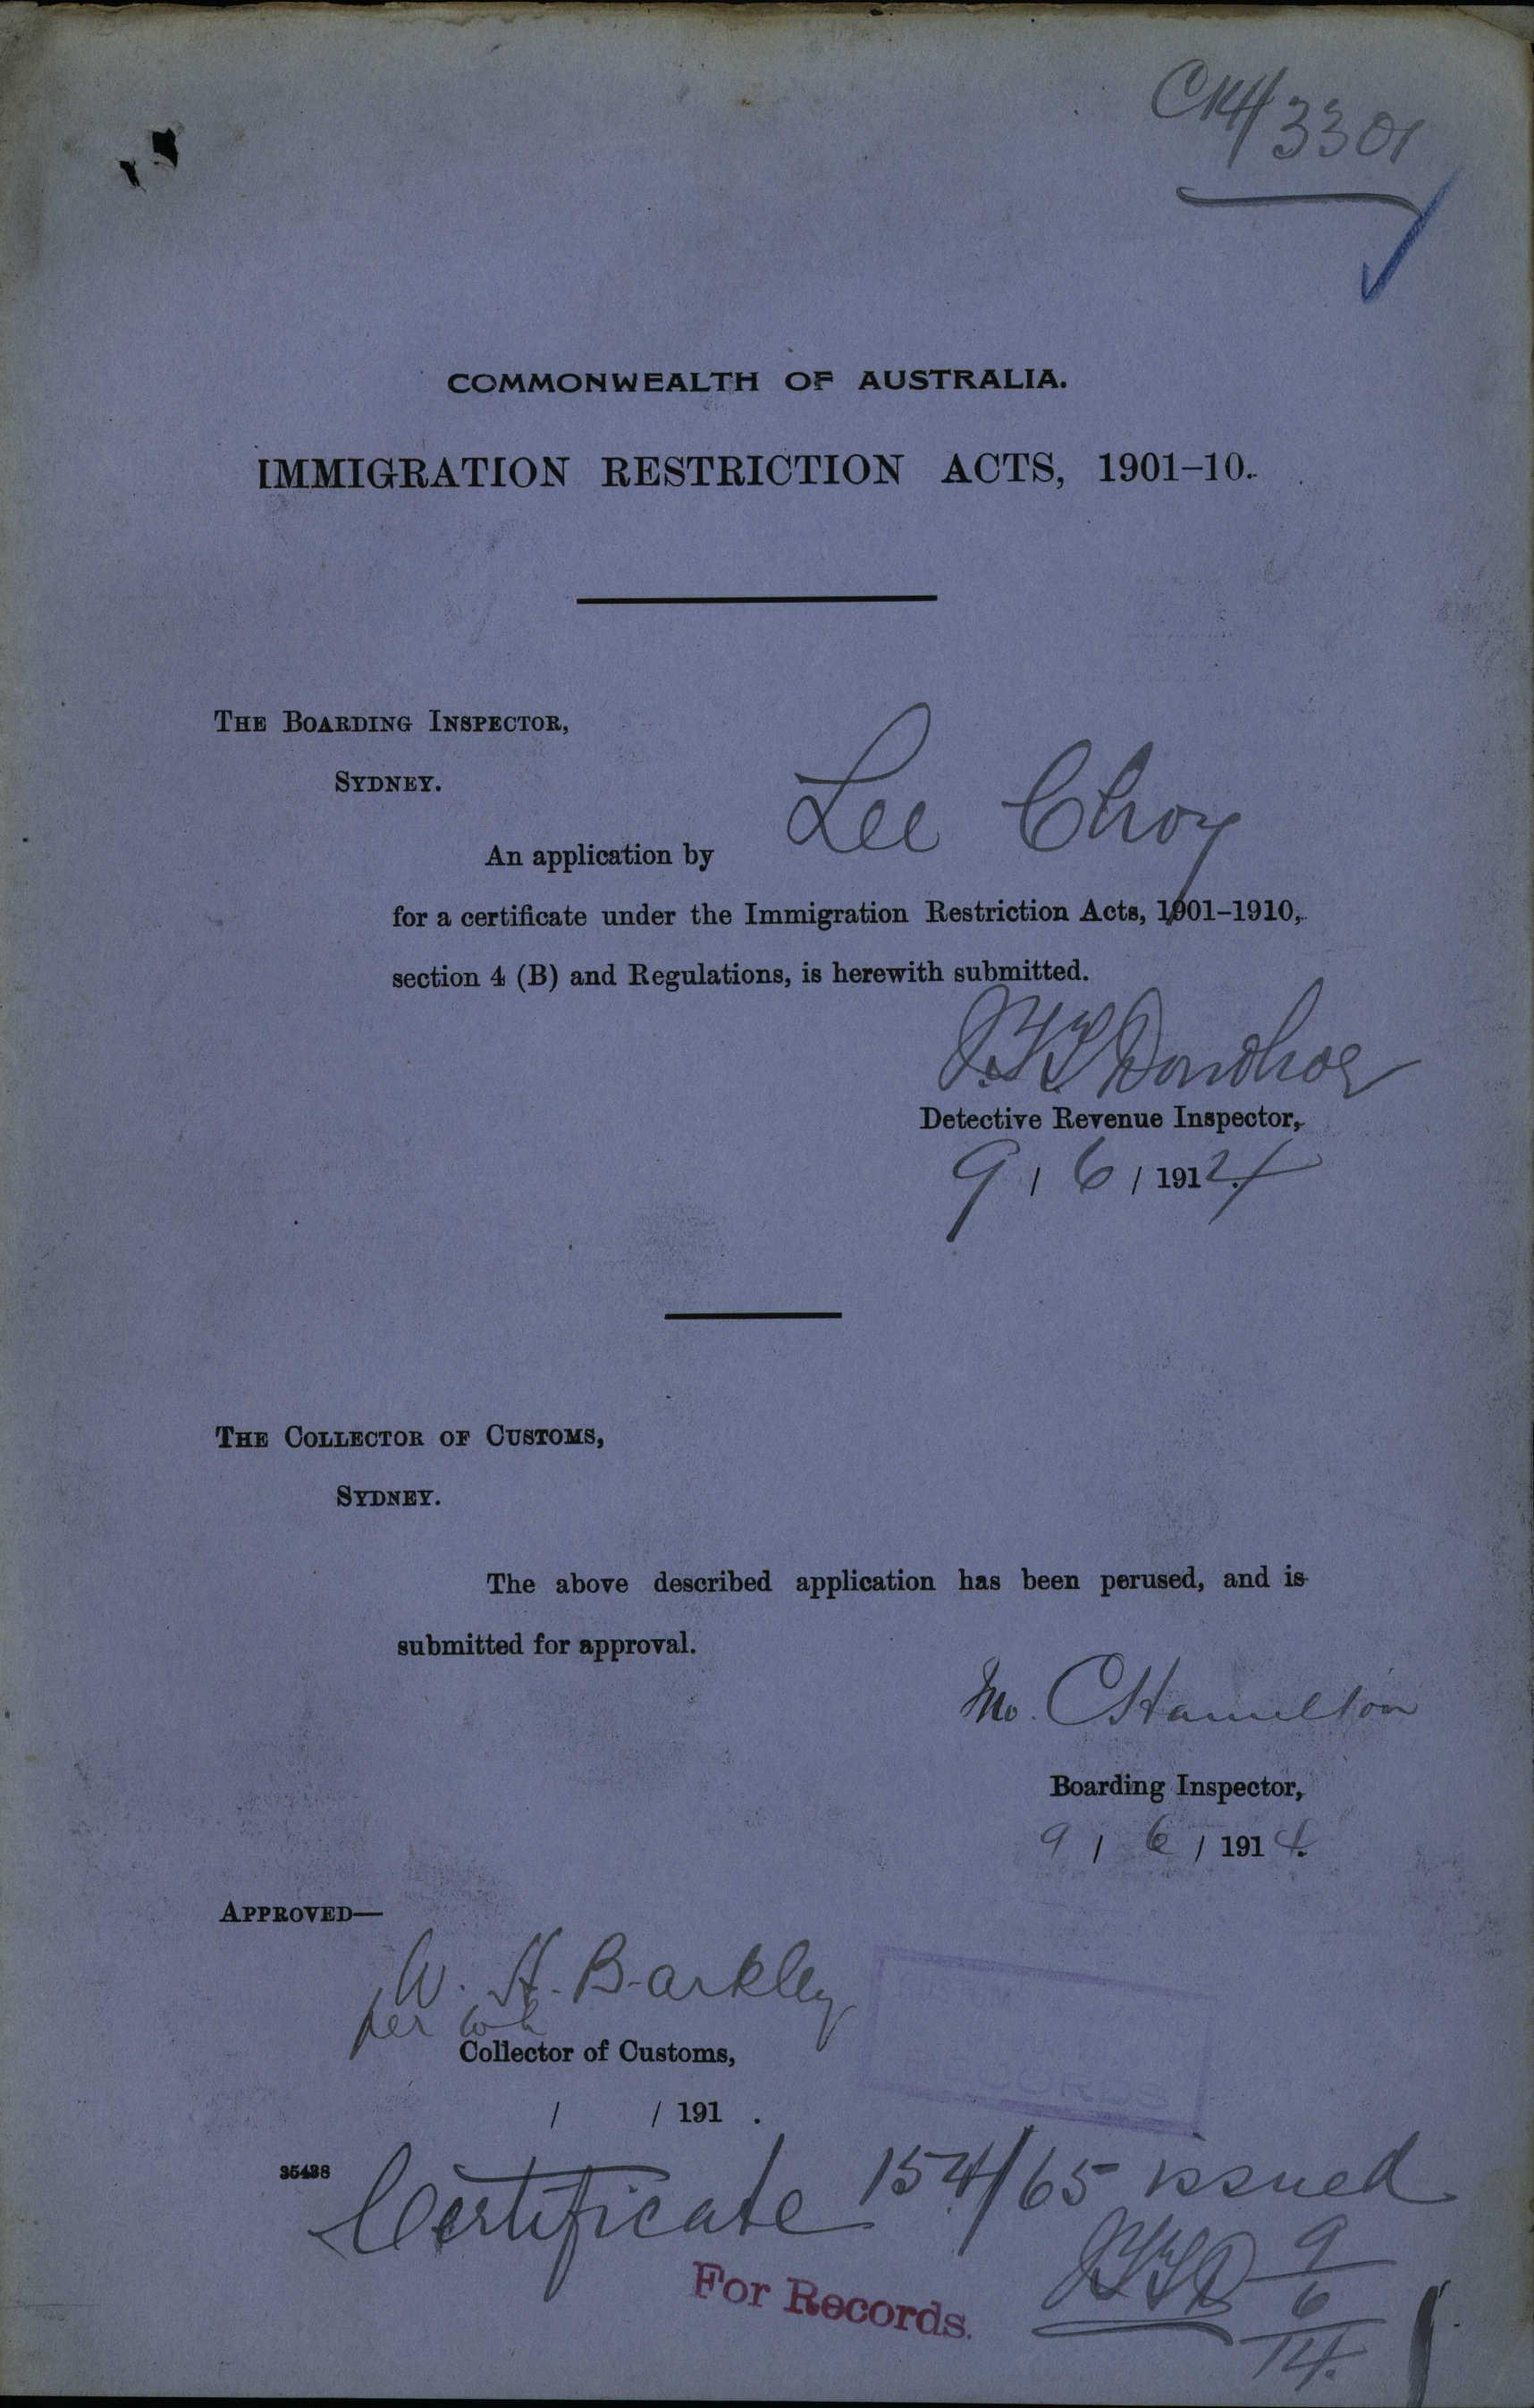 C14/3301
COMMONWEALTH OF AUSTRALIA.
IMMIGRATION RESTRICTION ACTS, 1901-10.
THE BOARDING INSPECTOR,
SYDNEY.
An application by Lee Choy
for a certificate under the Immigration Restriction Acts, 1901-1910,
section 4 (B) and Regulations, is herewith submitted.
Donohoe
Detective Revenue Inspector,
9 / 6 / 1914
THE COLLECTOR OF CUSTOMS,
SYDNEY.
The above described application has been perused, and is
submitted for approval.
CHamilton
Boarding Inspector,
9 / 6 / 1914.
APPROVED—
W. H. Barkley
per
Collector of Customs,
/ / 191 .
CUSTOMS
RECORDS
35438
Certificate 154/65 issued
9
6
14.
For Records.